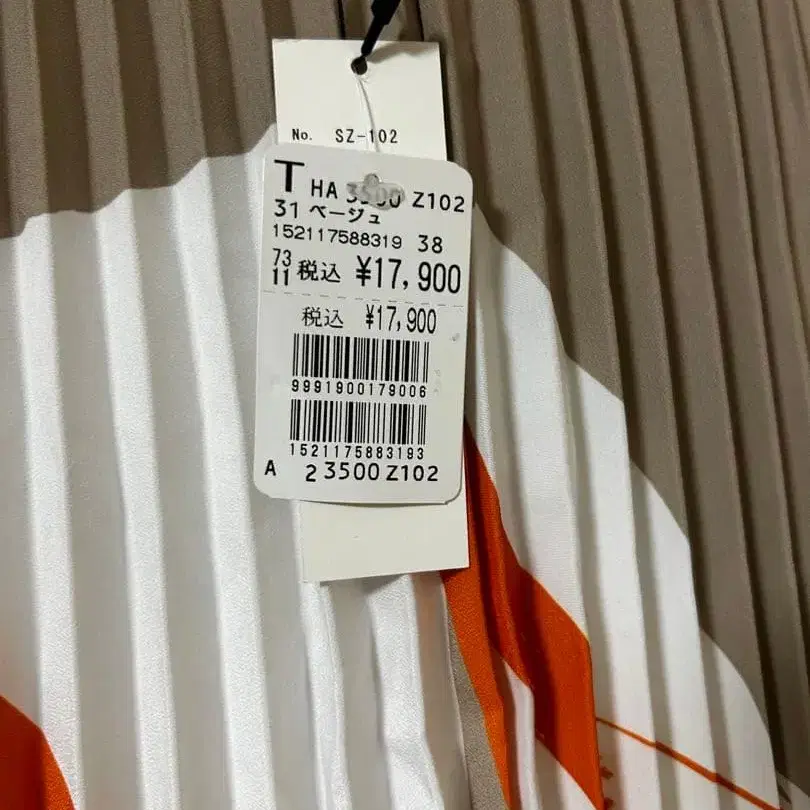 No. SZ-102
T HA 3500 Z102
31 ベージュ
152117588319 38
73
11 税込 ¥17,900
税込 ¥17,900
9991900179006
1521175883193
A 2 3500 Z102